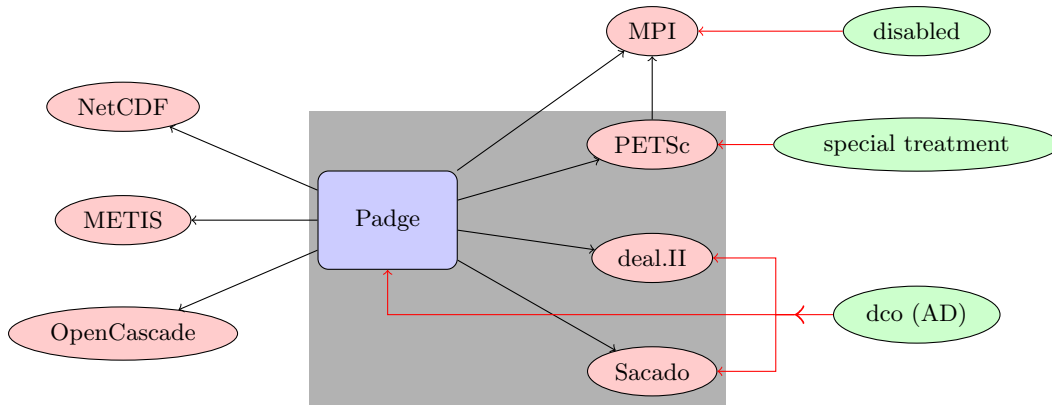 MPI
disabled
NetCDF
PETSc
special treatment
METIS
Padge
deal.II
OpenCascade
dco (AD)
Sacado